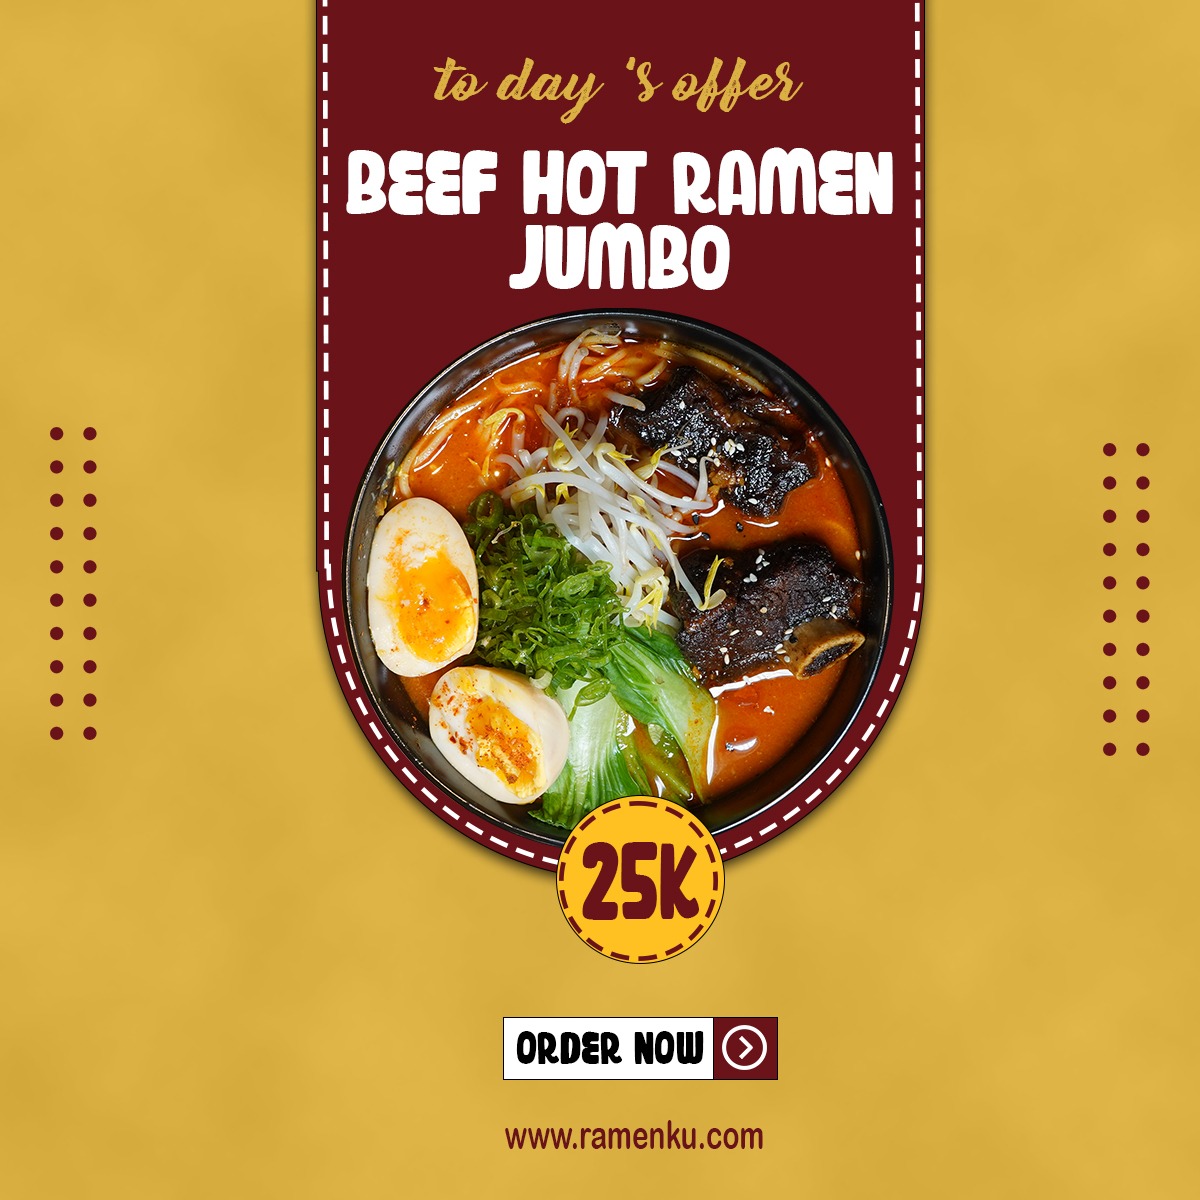 to day 's offer
BEEF HOT RAMEN
JUMBO
25K
ORDER NOW
www.ramenku.com